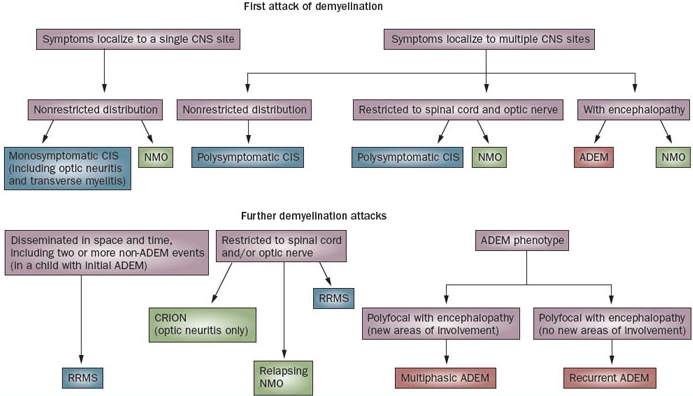 First attack of demyelination
Symptoms localize to a single CNS site
Symptoms localize to multiple CNS sites
Nonrestricted distribution
Nonrestricted distribution
Restricted to spinal cord and optic nerve
With encephalopathy
Monosymptomatic CIS
(including optic neuritis
and transverse myelitis)
NMO
Polysymptomatic CIS
Polysymptomatic CIS
NMO
ADEM
NMO
Further demyelination attacks
Disseminated in space and time,
including two or more non-ADEM events
(in a child with initial ADEM)
Restricted to spinal cord
and/or optic nerve
ADEM phenotype
RRMS
CRION
(optic neuritis only)
Polyfocal with encephalopathy
(new areas of involvement)
Polyfocal with encephalopathy
(no new areas of involvement)
RRMS
Relapsing
NMO
Multiphasic ADEM
Recurrent ADEM